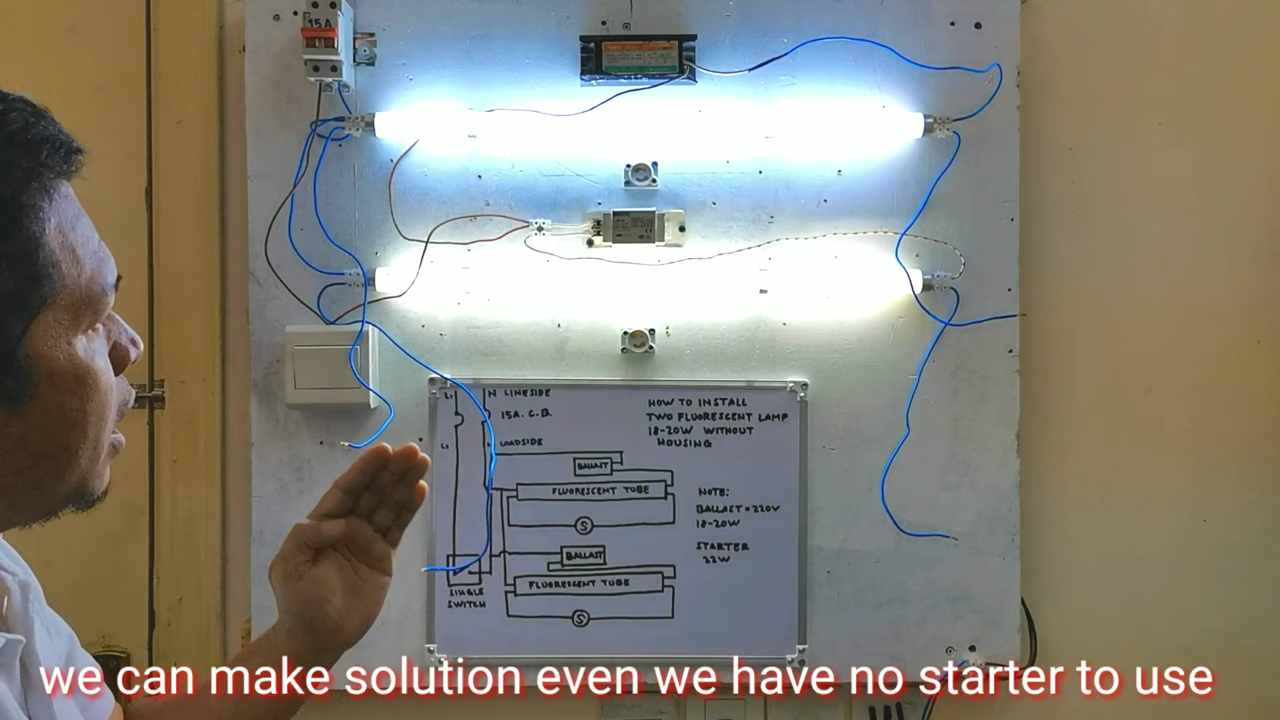 15A
L1 N LINESIDE
15A. C.B.
HOW TO INSTALL
TWO FLUORESCENT LAMP
18-20W WITHOUT
HOUSING
LOADSIDE
BALLAST
FLUORESCENT TUBE
S
NOTE:
BALLAST = 220V
18-20W
STARTER
22W
BALLAST
FLUORESCENT TUBE
S
SINGLE
SWITCH
we can make solution even we have no starter to use